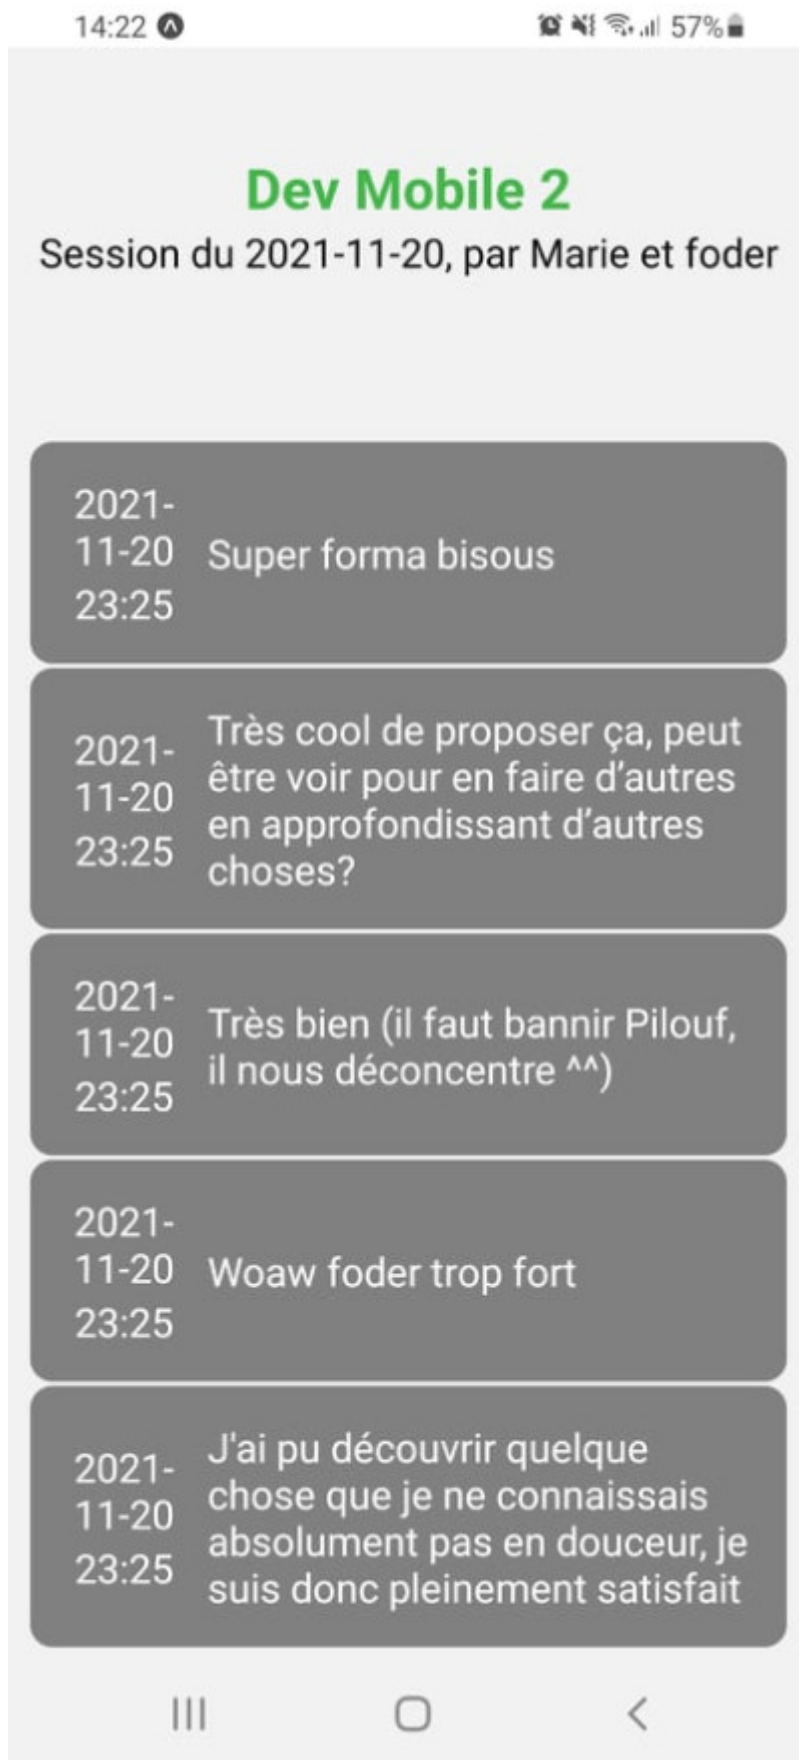 14:22
57%
Dev Mobile 2
Session du 2021-11-20, par Marie et foder
2021-
11-20
23:25
Super forma bisous
2021-
11-20
23:25
Très cool de proposer ça, peut
être voir pour en faire d’autres
en approfondissant d’autres
choses?
2021-
11-20
23:25
Très bien (il faut bannir Pilouf,
il nous déconcentre ^^)
2021-
11-20
23:25
Woaw foder trop fort
2021-
11-20
23:25
J'ai pu découvrir quelque
chose que je ne connaissais
absolument pas en douceur, je
suis donc pleinement satisfait